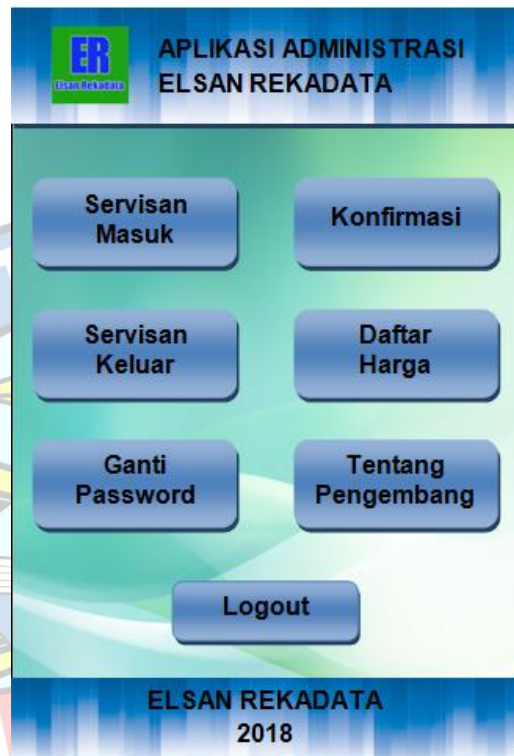 ER
Elsan Rekadata
APLIKASI ADMINISTRASI
ELSAN REKADATA
Servisan
Masuk
Konfirmasi
Servisan
Keluar
Daftar
Harga
Ganti
Password
Tentang
Pengembang
Logout
ELSAN REKADATA
2018